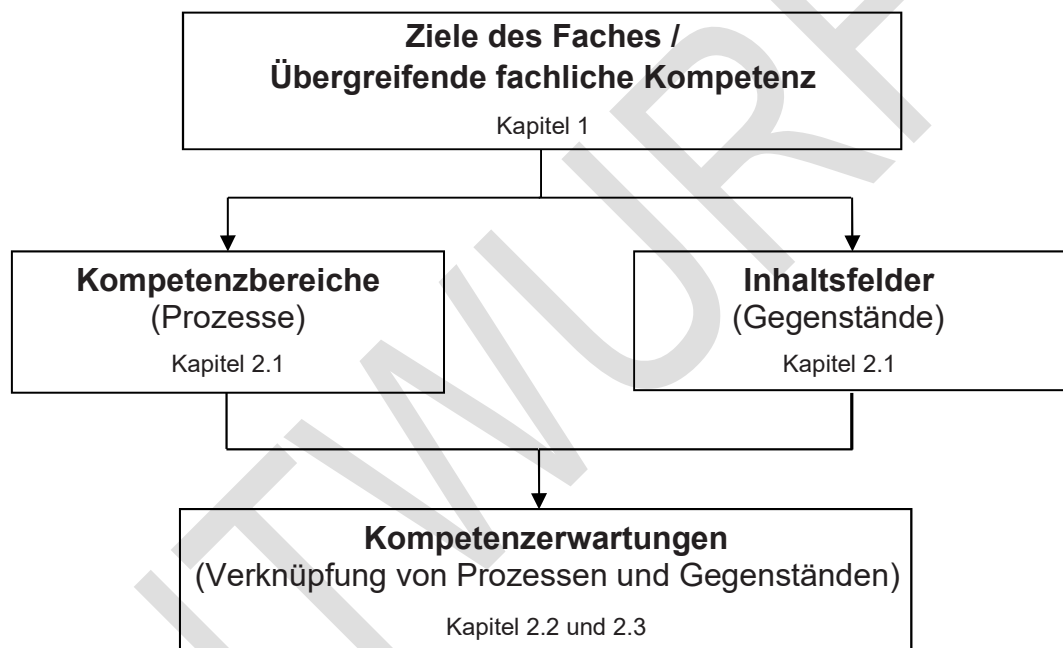 Ziele des Faches /
Übergreifende fachliche Kompetenz
Kapitel 1
Kompetenzbereiche
(Prozesse)
Kapitel 2.1
Inhaltsfelder
(Gegenstände)
Kapitel 2.1
Kompetenzerwartungen
(Verknüpfung von Prozessen und Gegenständen)
Kapitel 2.2 und 2.3